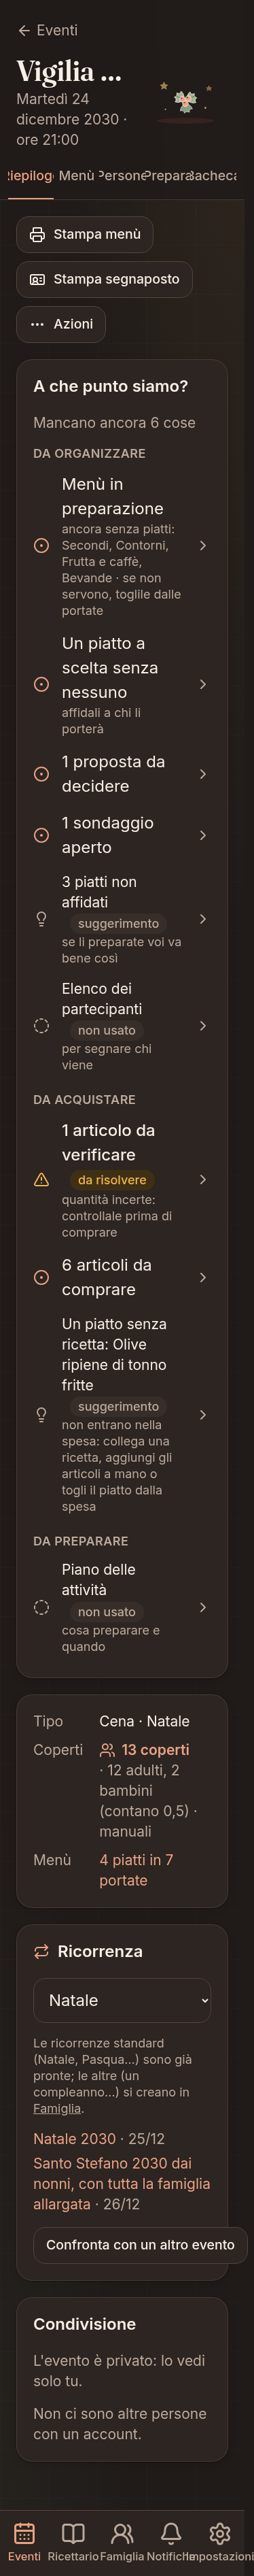 Eventi
Vigilia ...
Martedì 24
dicembre 2030 ·
ore 21:00
Riepilogo Menù Persone Prepara Bacheca
Stampa menù
Stampa segnaposto
Azioni
A che punto siamo?
Mancano ancora 6 cose
DA ORGANIZZARE
Menù in
preparazione
ancora senza piatti:
Secondi, Contorni,
Frutta e caffè,
Bevande · se non
servono, toglile dalle
portate
Un piatto a
scelta senza
nessuno
affidali a chi li
porterà
1 proposta da
decidere
1 sondaggio
aperto
3 piatti non
affidati
suggerimento
se li preparate voi va
bene così
Elenco dei
partecipanti
non usato
per segnare chi
viene
DA ACQUISTARE
1 articolo da
verificare
da risolvere
quantità incerte:
controllale prima di
comprare
6 articoli da
comprare
Un piatto senza
ricetta: Olive
ripiene di tonno
fritte
suggerimento
non entrano nella
spesa: collega una
ricetta, aggiungi gli
articoli a mano o
togli il piatto dalla
spesa
DA PREPARARE
Piano delle
attività
non usato
cosa preparare e
quando
Tipo Cena · Natale
Coperti 13 coperti
· 12 adulti, 2
bambini
(contano 0,5) ·
manuali
Menù 4 piatti in 7
portate
Ricorrenza
Natale
Le ricorrenze standard
(Natale, Pasqua...) sono già
pronte; le altre (un
compleanno...) si creano in
Famiglia.
Natale 2030 · 25/12
Santo Stefano 2030 dai
nonni, con tutta la famiglia
allargata · 26/12
Confronta con un altro evento
Condivisione
L'evento è privato: lo vedi
solo tu.
Non ci sono altre persone
con un account.
Eventi Ricettario Famiglia Notifiche Impostazioni